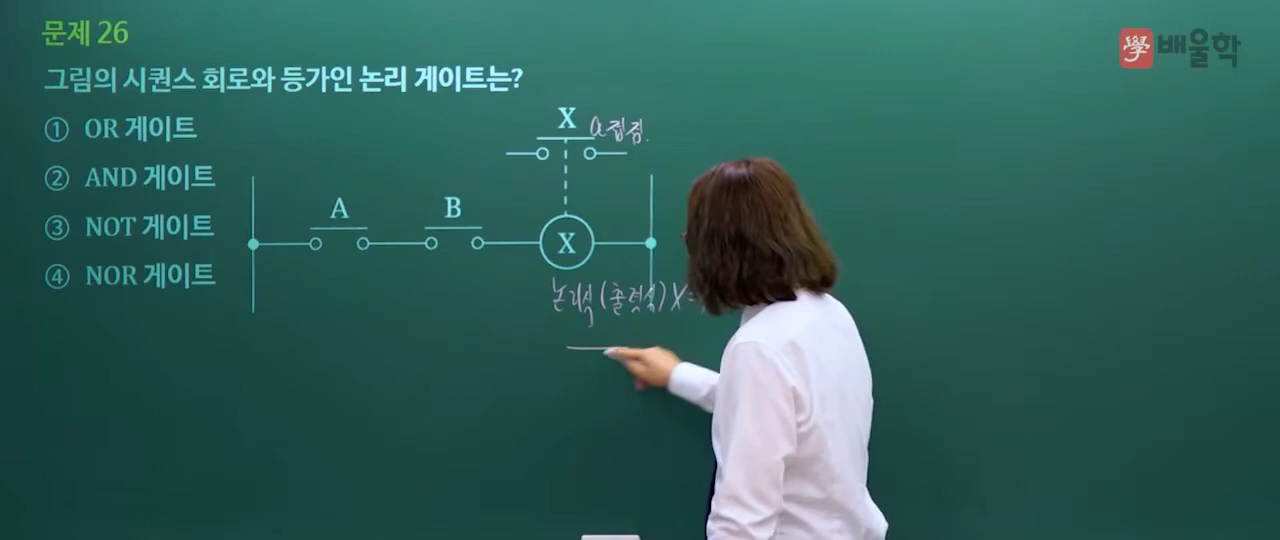 문제 26
學 배울학
그림의 시퀀스 회로와 등가인 논리 게이트는?
① OR 게이트
② AND 게이트
③ NOT 게이트
④ NOR 게이트
X a접점.
A B
X
논리식(출력식) X=